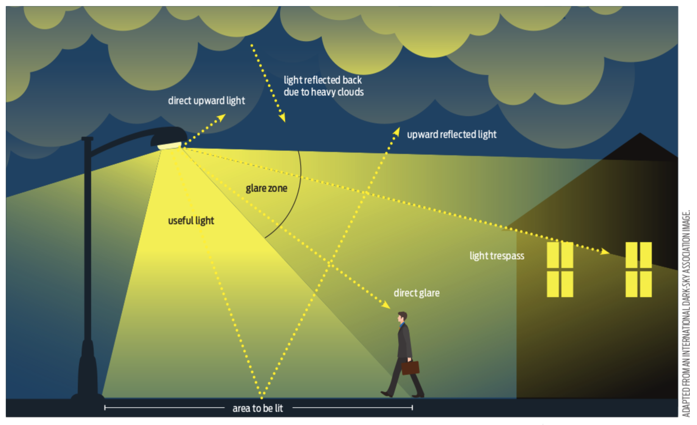 light reflected back
due to heavy clouds
direct upward light
upward reflected light
glare zone
useful light
light trespass
direct glare
area to be lit
ADAPTED FROM AN INTERNATIONAL DARK-SKY ASSOCIATION IMAGE